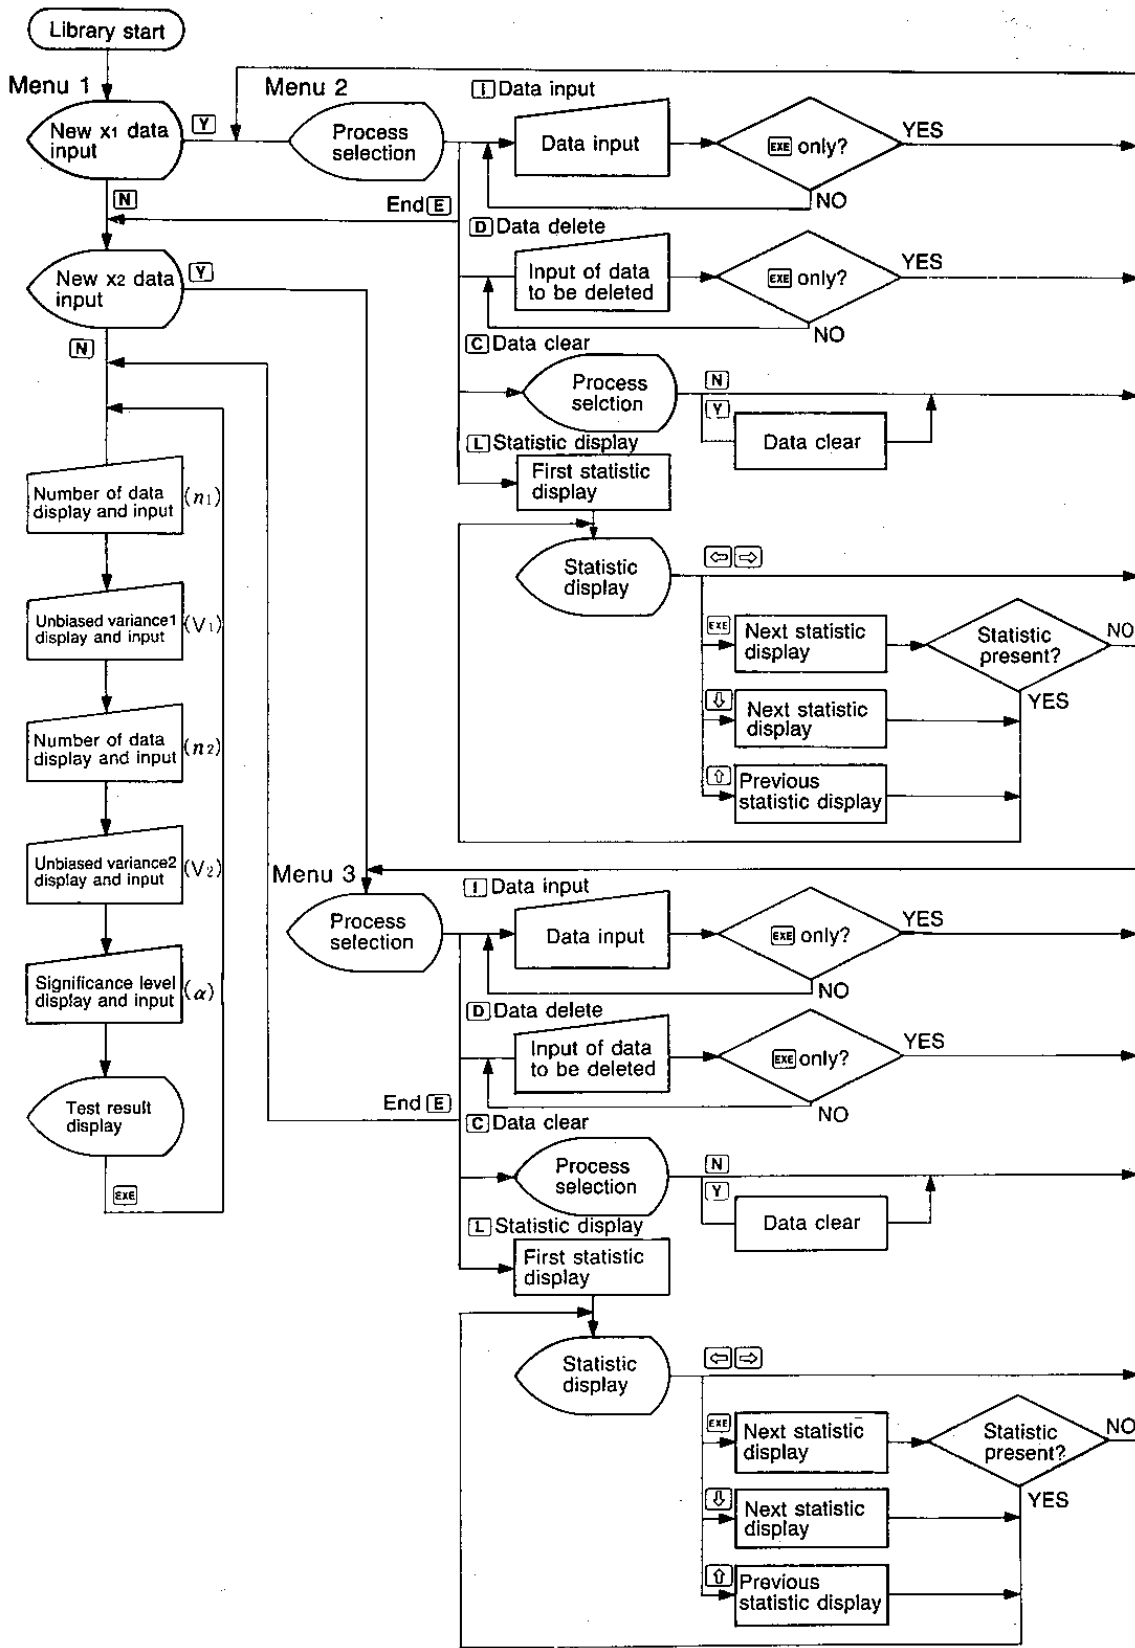 Library start
Menu 1
New x1 data
input
Y
N
New x2 data
input
Y
N
Number of data
display and input
(n1)
Unbiased variance1
display and input
(V1)
Number of data
display and input
(n2)
Unbiased variance2
display and input
(V2)
Significance level
display and input
(α)
Test result
display
EXE
Menu 2
Process
selection
End E
I Data input
Data input
EXE only?
YES
NO
D Data delete
Input of data
to be deleted
EXE only?
YES
NO
C Data clear
Process
selction
N
Y
Data clear
L Statistic display
First statistic
display
Statistic
display
⇦ ⇨
EXE
Next statistic
display
Statistic
present?
NO
YES
⇩
Next statistic
display
⇧
Previous
statistic display
Menu 3
Process
selection
End E
I Data input
Data input
EXE only?
YES
NO
D Data delete
Input of data
to be deleted
EXE only?
YES
NO
C Data clear
Process
selection
N
Y
Data clear
L Statistic display
First statistic
display
Statistic
display
⇦ ⇨
EXE
Next statistic
display
Statistic
present?
NO
YES
⇩
Next statistic
display
⇧
Previous
statistic display